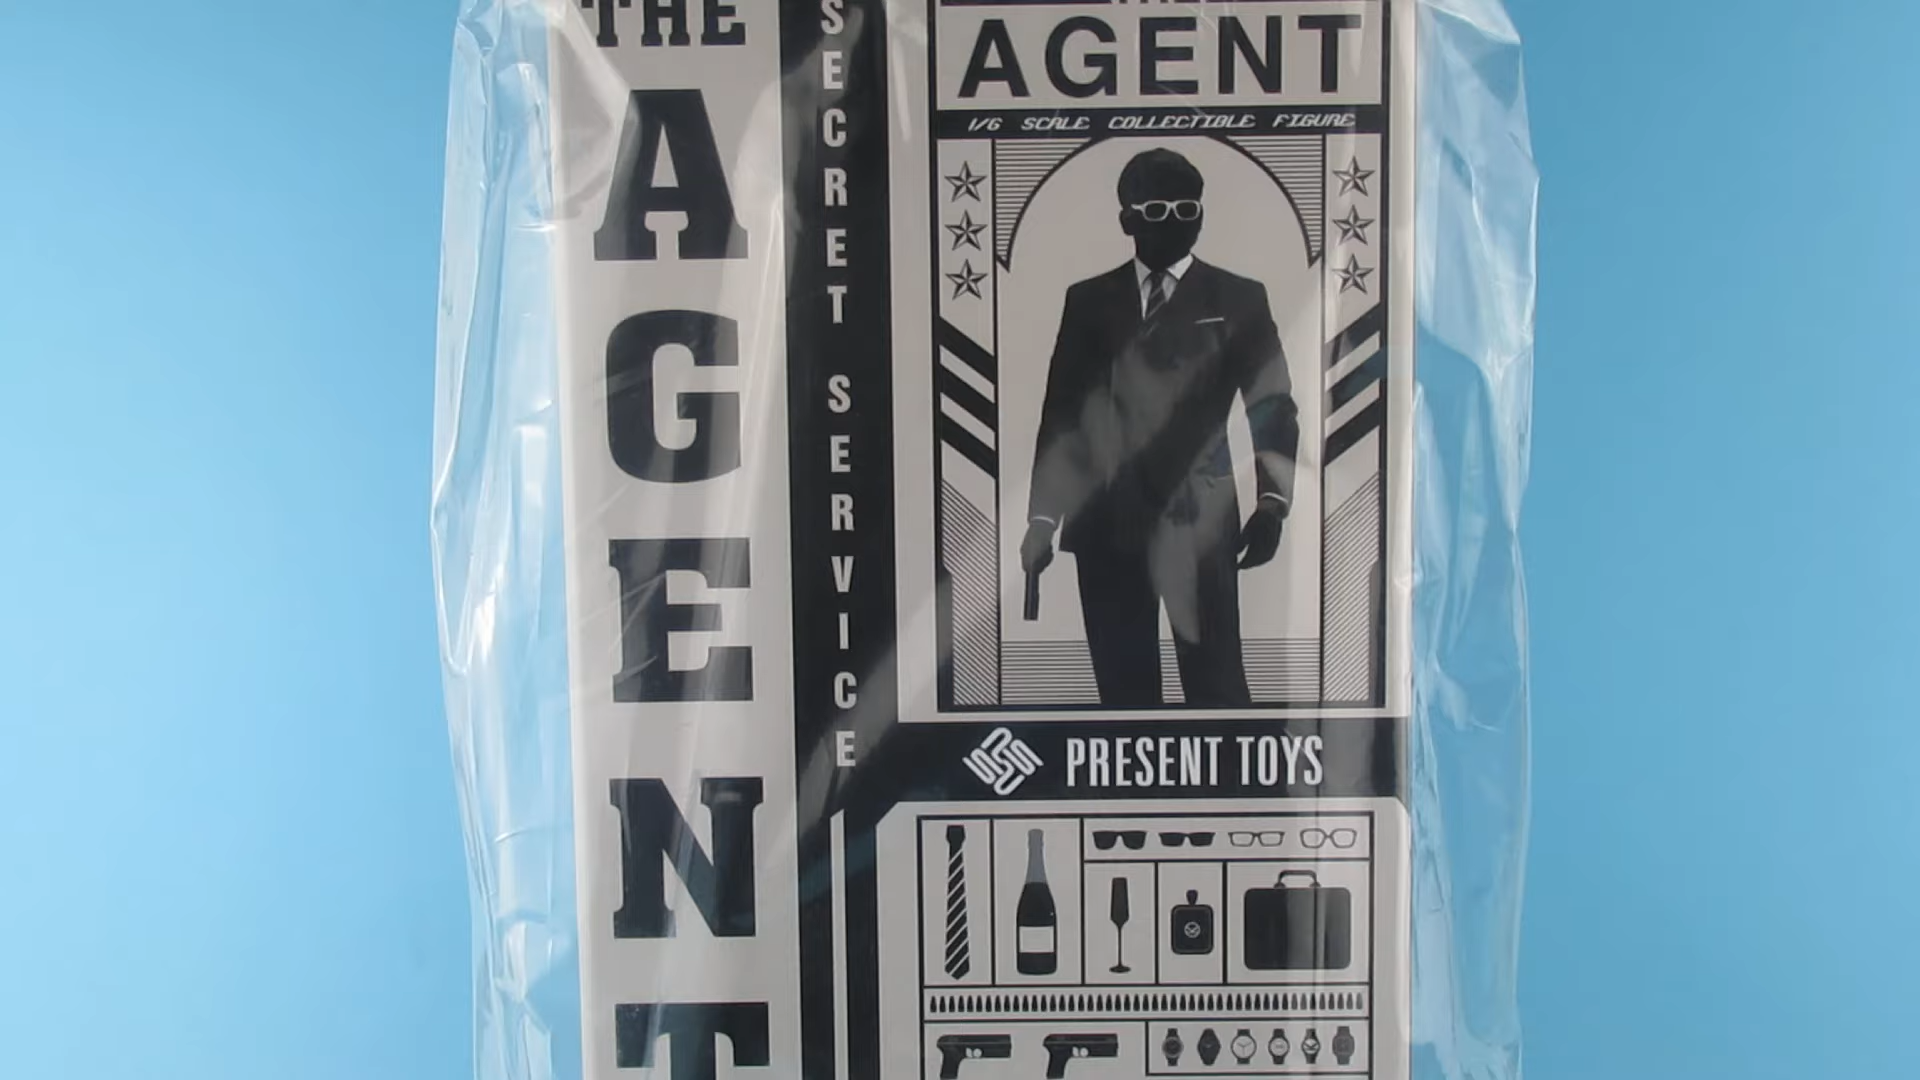 THE
AGENT
SECRET SERVICE
AGENT
1/6 SCALE COLLECTIBLE FIGURE
PRESENT TOYS